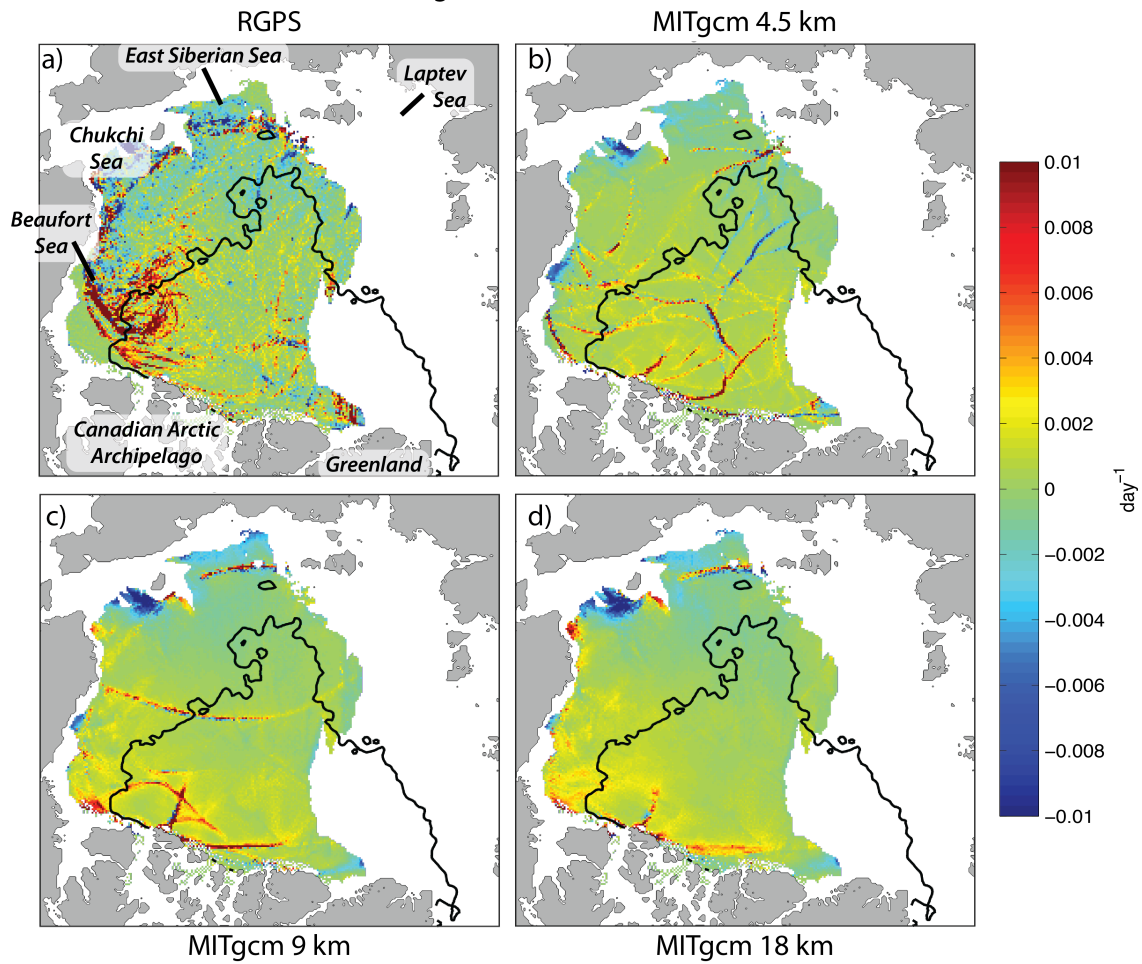 RGPS
MITgcm 4.5 km
a)
East Siberian Sea
Laptev
Sea
Chukchi
Sea
Beaufort
Sea
Canadian Arctic
Archipelago
Greenland
b)
0.01
0.008
0.006
0.004
0.002
0
−0.002
−0.004
−0.006
−0.008
−0.01
day⁻¹
c)
d)
MITgcm 9 km
MITgcm 18 km